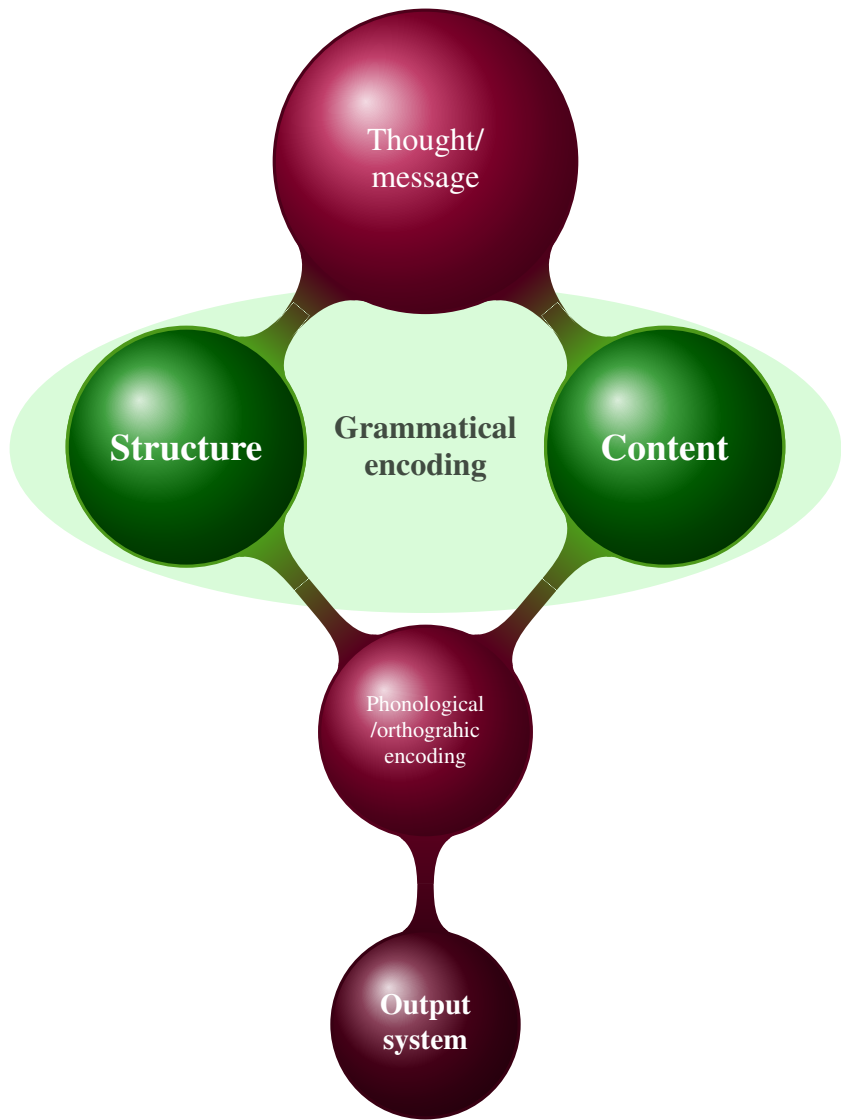 Thought/
message
Structure
Grammatical
encoding
Content
Phonological
/orthograhic
encoding
Output
system